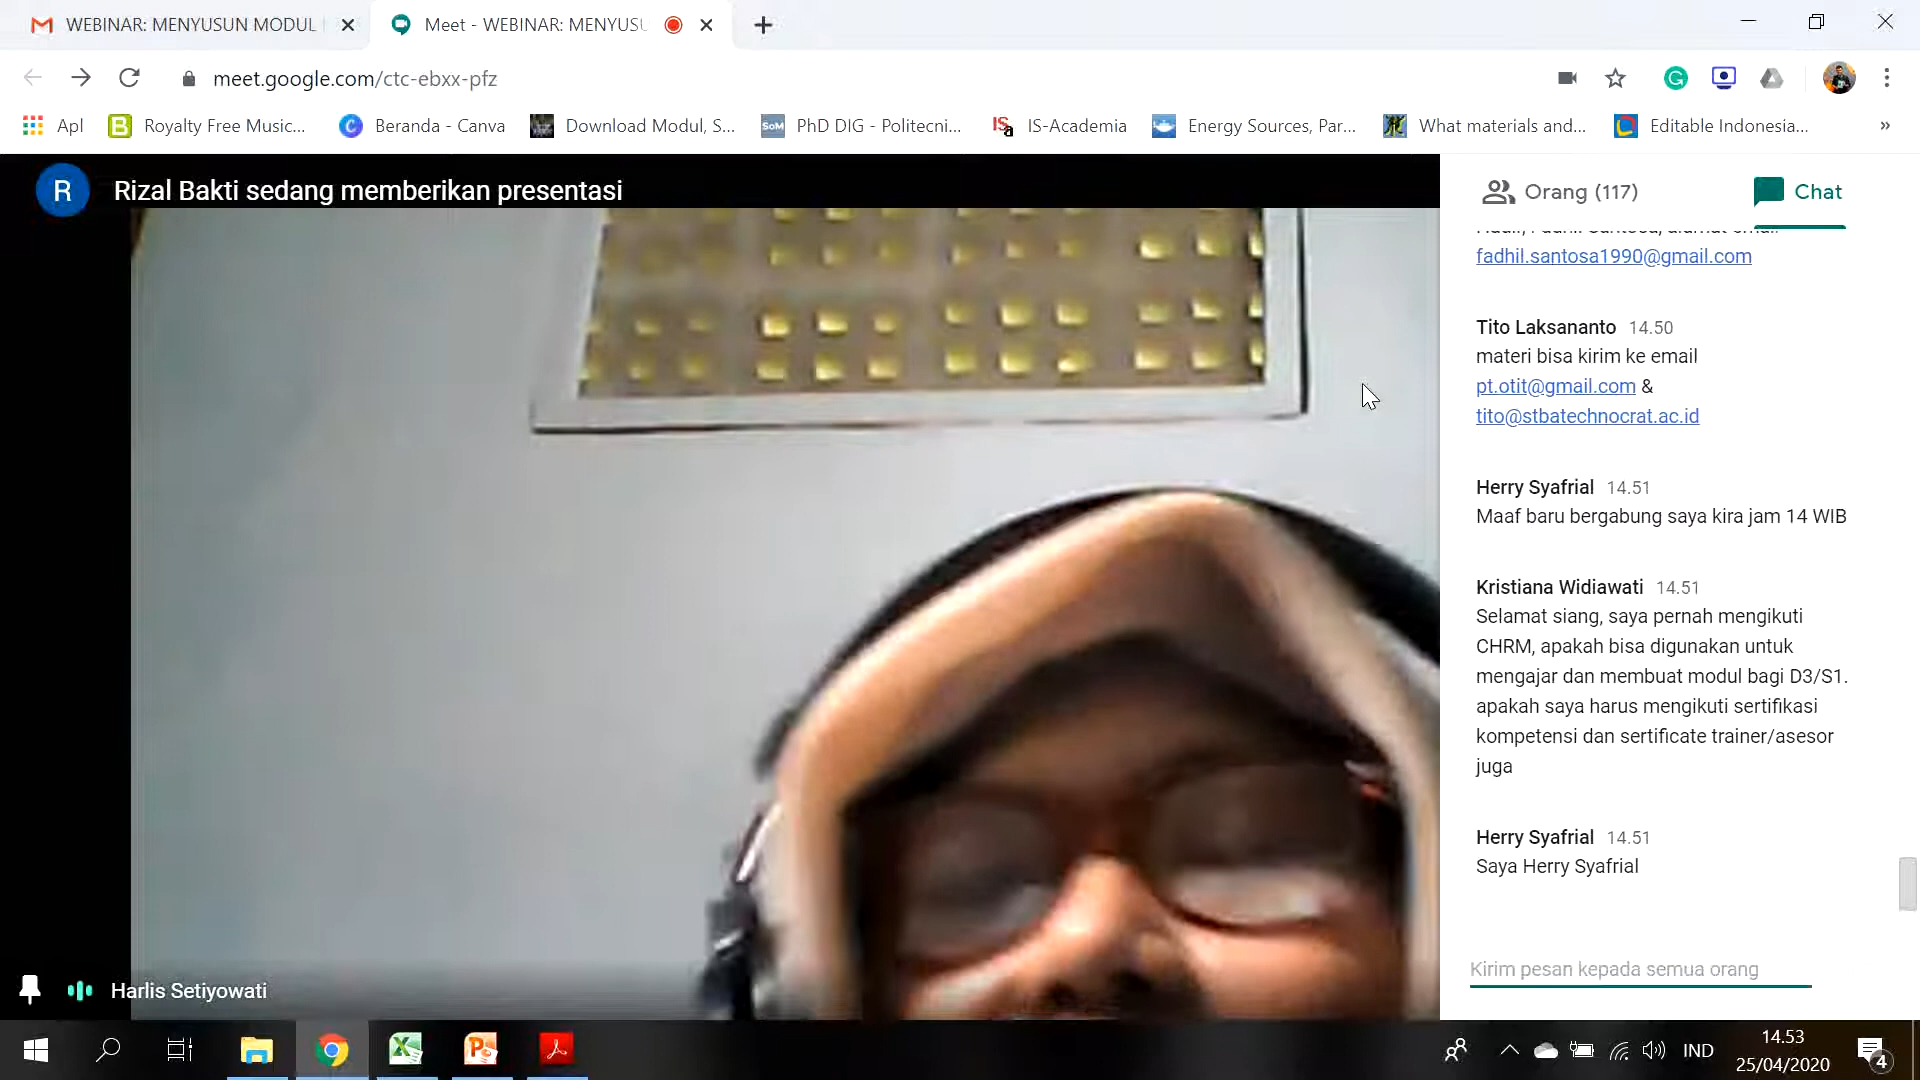 WEBINAR: MENYUSUN MODUL
Meet - WEBINAR: MENYUSU
meet.google.com/ctc-ebxx-pfz
Apl
Royalty Free Music...
Beranda - Canva
Download Modul, S...
SoM
PhD DIG - Politecni...
IS-Academia
Energy Sources, Par...
What materials and...
Editable Indonesia...
»
R
Rizal Bakti sedang memberikan presentasi
Orang (117)
Chat
fadhil.santosa1990@gmail.com
Tito Laksananto 14.50
materi bisa kirim ke email
pt.otit@gmail.com &
tito@stbatechnocrat.ac.id
Herry Syafrial 14.51
Maaf baru bergabung saya kira jam 14 WIB
Kristiana Widiawati 14.51
Selamat siang, saya pernah mengikuti
CHRM, apakah bisa digunakan untuk
mengajar dan membuat modul bagi D3/S1.
apakah saya harus mengikuti sertifikasi
kompetensi dan sertificate trainer/asesor
juga
Herry Syafrial 14.51
Saya Herry Syafrial
Kirim pesan kepada semua orang
Harlis Setiyowati
IND
14.53
25/04/2020
4